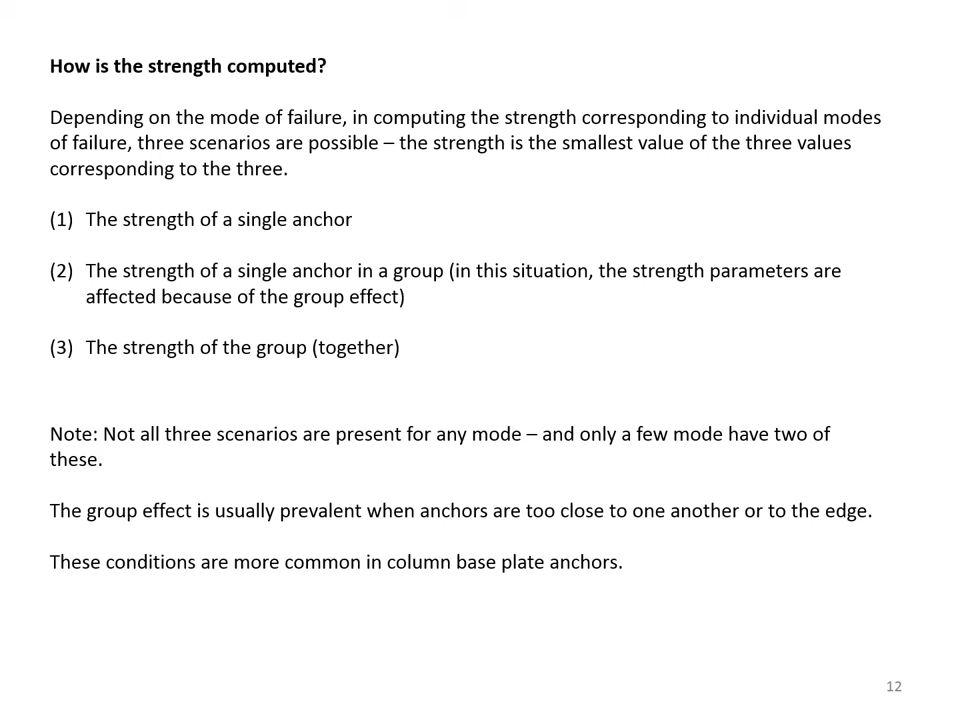 How is the strength computed?
Depending on the mode of failure, in computing the strength corresponding to individual modes
of failure, three scenarios are possible – the strength is the smallest value of the three values
corresponding to the three.
(1) The strength of a single anchor
(2) The strength of a single anchor in a group (in this situation, the strength parameters are
affected because of the group effect)
(3) The strength of the group (together)
Note: Not all three scenarios are present for any mode – and only a few mode have two of
these.
The group effect is usually prevalent when anchors are too close to one another or to the edge.
These conditions are more common in column base plate anchors.
12